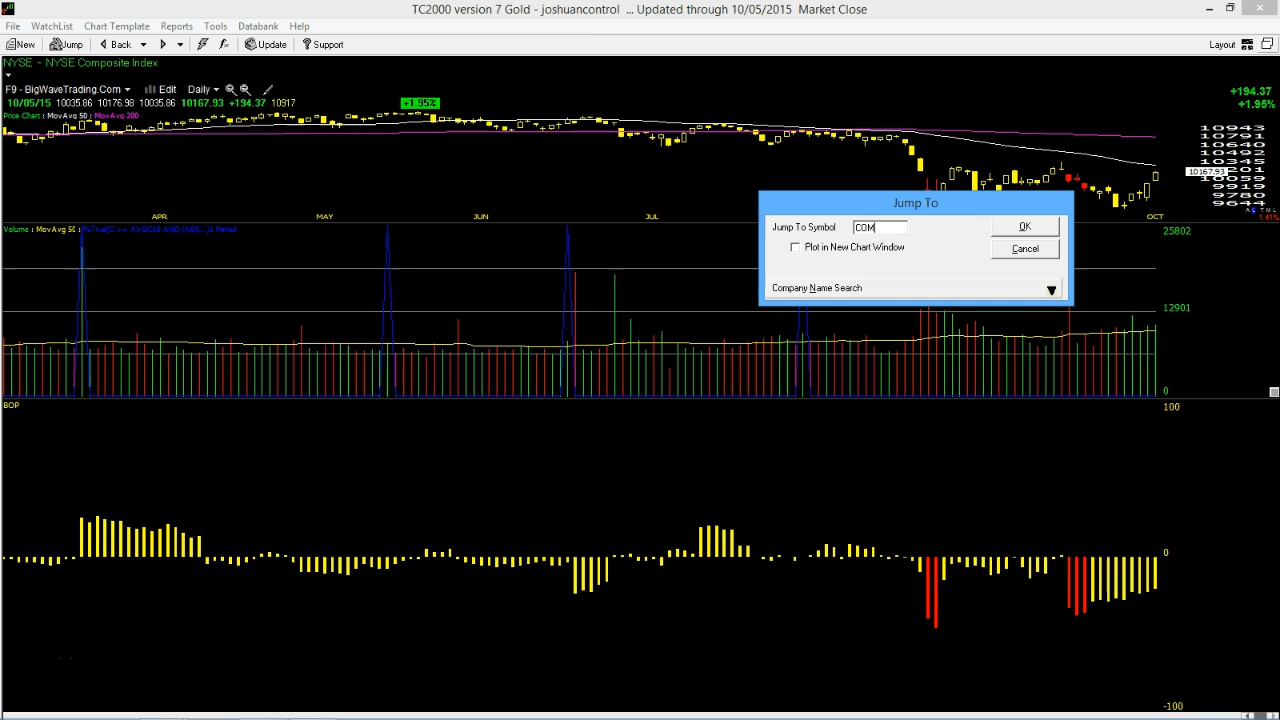 TC2000 version 7 Gold - joshuancontrol ... Updated through 10/05/2015 Market Close
File WatchList Chart Template Reports Tools Databank Help
New Jump Back Update Support Layout
NYSE - NYSE Composite Index
F9 - BigWaveTrading.Com Edit Daily
+194.37
10/05/15 10035.86 10176.98 10035.86 10167.93 +194.37 10917 +1.95% +1.95%
Price Chart : MovAvg 50 : MovAvg 200
10943
10791
10640
10492
10345
10167.93
10059
9919
9780
9644
1.41%
APR MAY JUN JUL OCT
Jump To
Jump To Symbol COM OK
Plot in New Chart Window Cancel
Company Name Search
25802
12901
0
BOP
100
0
-100